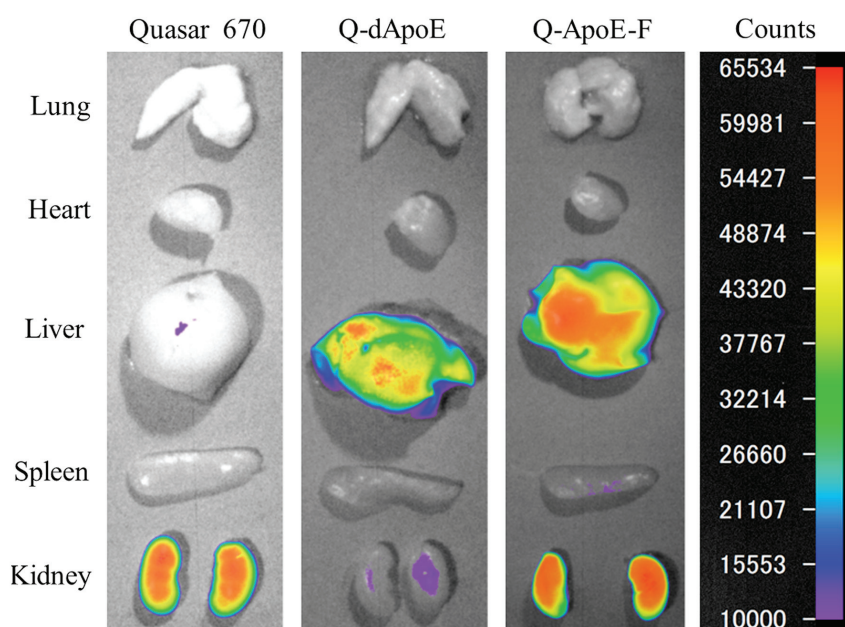 Quasar 670 Q-dApoE Q-ApoE-F Counts
Lung
Heart
Liver
Spleen
Kidney
65534
59981
54427
48874
43320
37767
32214
26660
21107
15553
10000